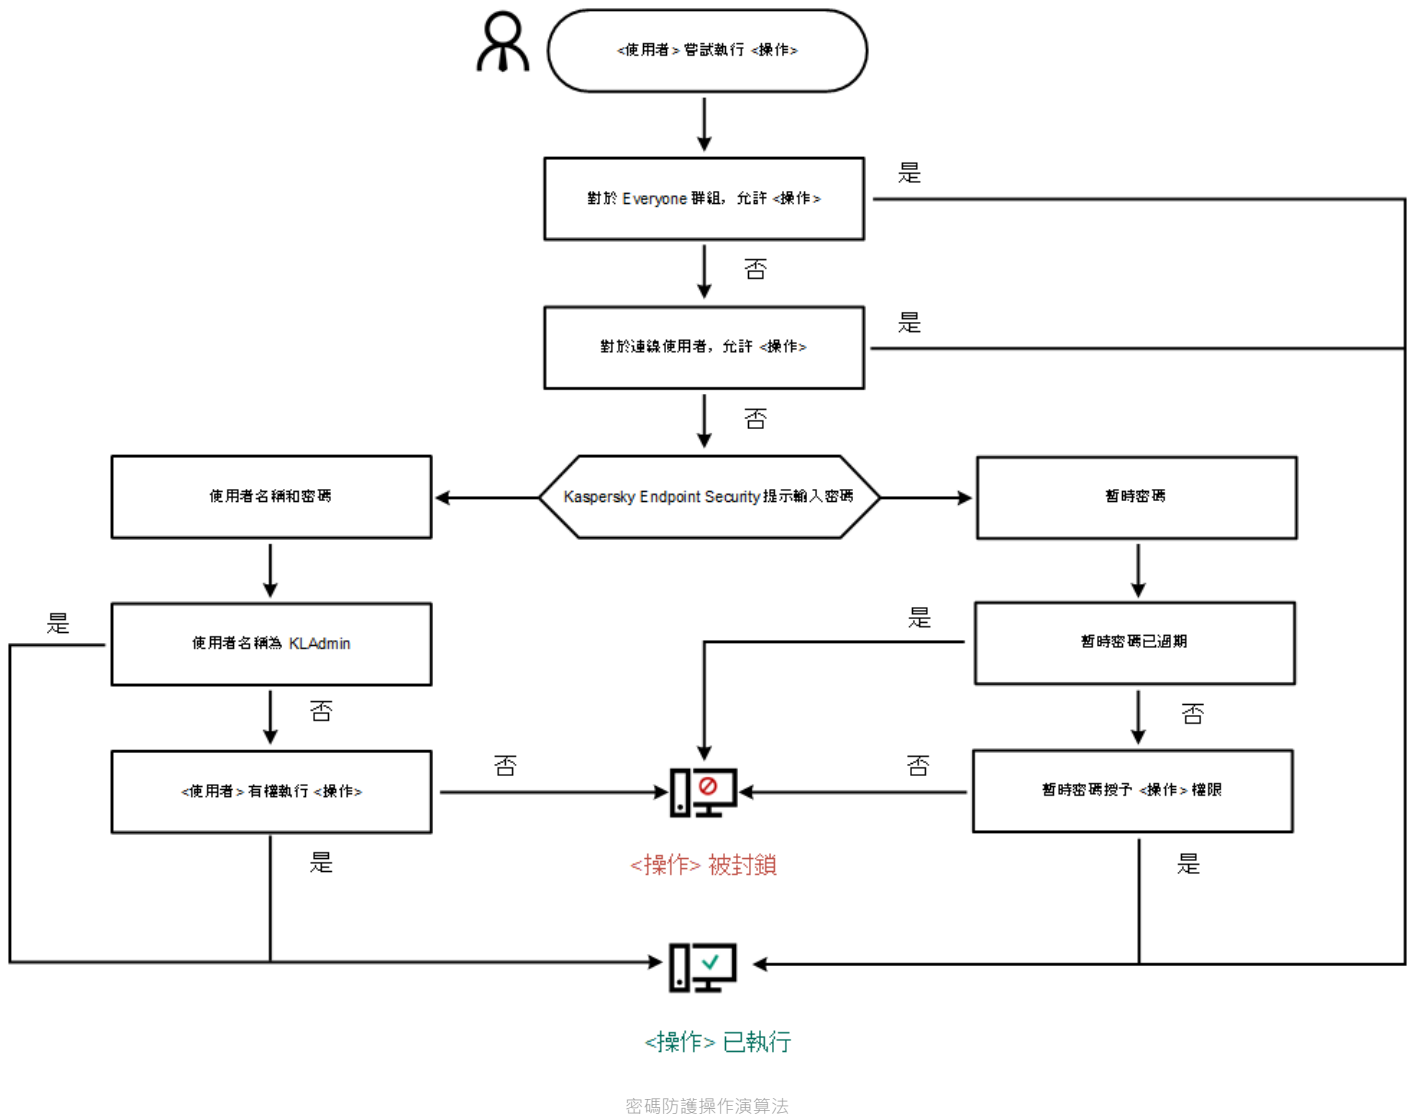 <使用者> 嘗試執行 <操作>
是
對於 Everyone 群組，允許 <操作>
否
是
對於連線使用者，允許 <操作>
否
使用者名稱和密碼
Kaspersky Endpoint Security 提示輸入密碼
暫時密碼
是
使用者名稱為 KLAdmin
是
暫時密碼已過期
否
否
<使用者> 有權執行 <操作>
否
否
暫時密碼授予 <操作> 權限
是
<操作> 被封鎖
是
<操作> 已執行
密碼防護操作演算法